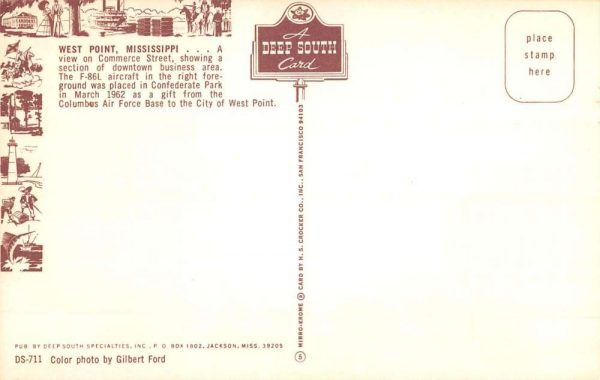 WEST POINT, MISSISSIPPI . . . A
view on Commerce Street, showing a
section of downtown business area.
The F-86L aircraft in the right fore-
ground was placed in Confederate Park
in March 1962 as a gift from the
Columbus Air Force Base to the City of West Point.
A
DEEP SOUTH
Card
place
stamp
here
MIRRO-KROME ® CARD BY H. S. CROCKER CO., INC., SAN FRANCISCO 94103
PUB. BY DEEP SOUTH SPECIALTIES, INC., P. O. BOX 1802, JACKSON, MISS. 39205
DS-711 Color photo by Gilbert Ford